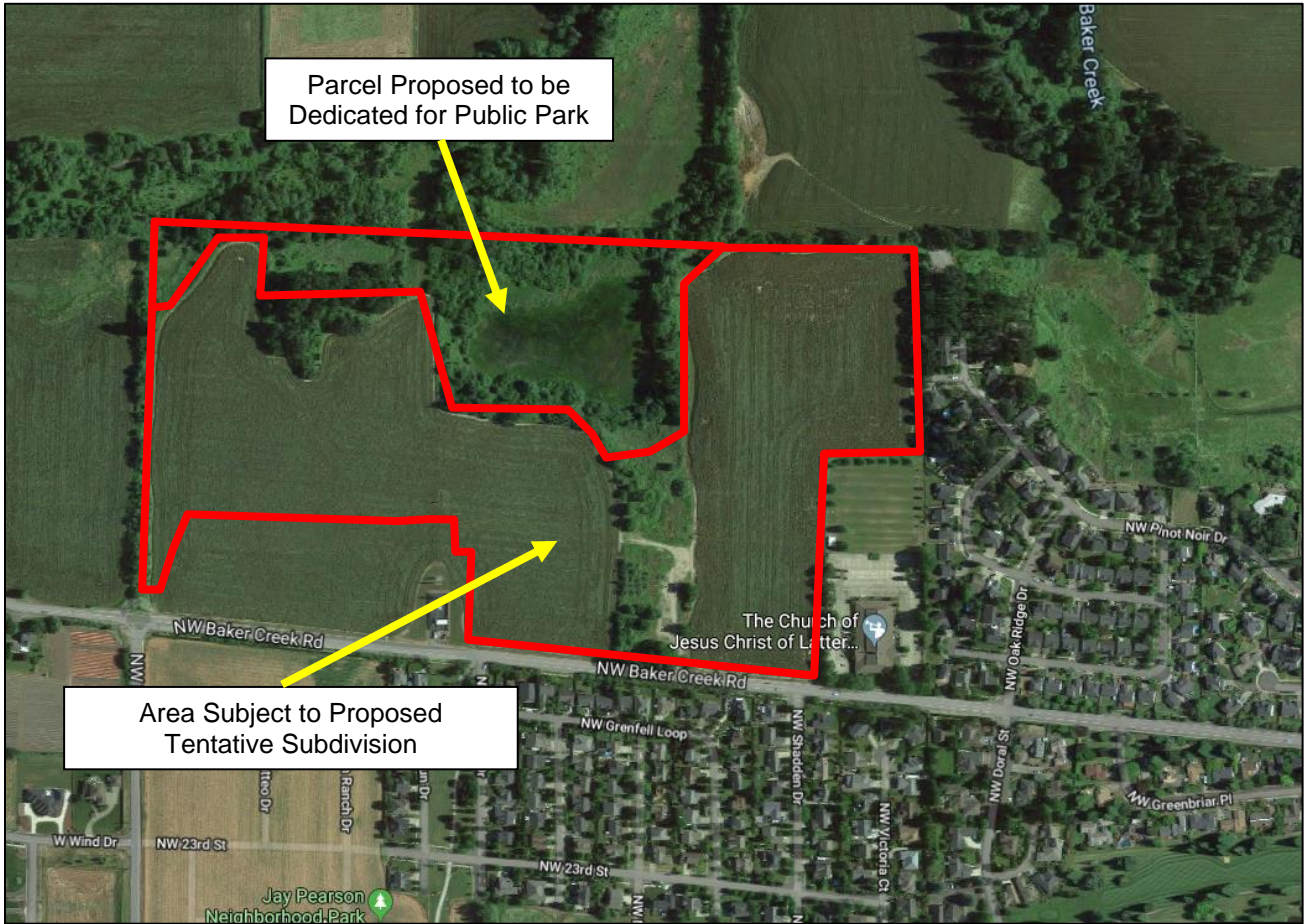 Baker Creek
Parcel Proposed to be
Dedicated for Public Park
NW Pinot Noir Dr
The Church of
Jesus Christ of Latter...
NW Oak Ridge Dr
NW Baker Creek Rd
NW Baker Creek Rd
NW
Area Subject to Proposed
Tentative Subdivision
NW Grenfell Loop
NW Shadden Dr
NW Doral St
NW Victoria Ct
NW Greenbriar Pl
Ranch Dr
W Wind Dr
NW 23rd St
NW 23rd St
Jay Pearson
Neighborhood Park